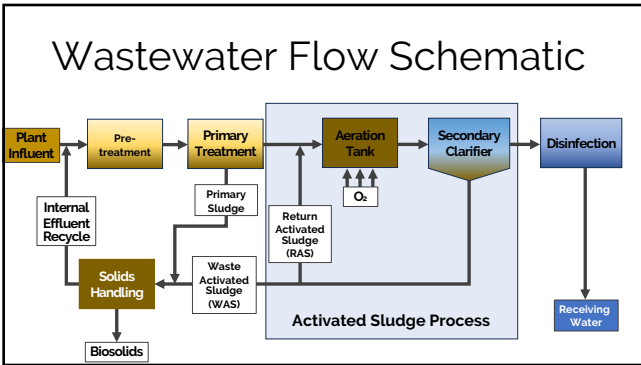 Wastewater Flow Schematic
Plant
Influent
Pre-
treatment
Primary
Treatment
Aeration
Tank
Secondary
Clarifier
Disinfection
O₂
Primary
Sludge
Internal
Effluent
Recycle
Return
Activated
Sludge
(RAS)
Solids
Handling
Waste
Activated
Sludge
(WAS)
Activated Sludge Process
Receiving
Water
Biosolids